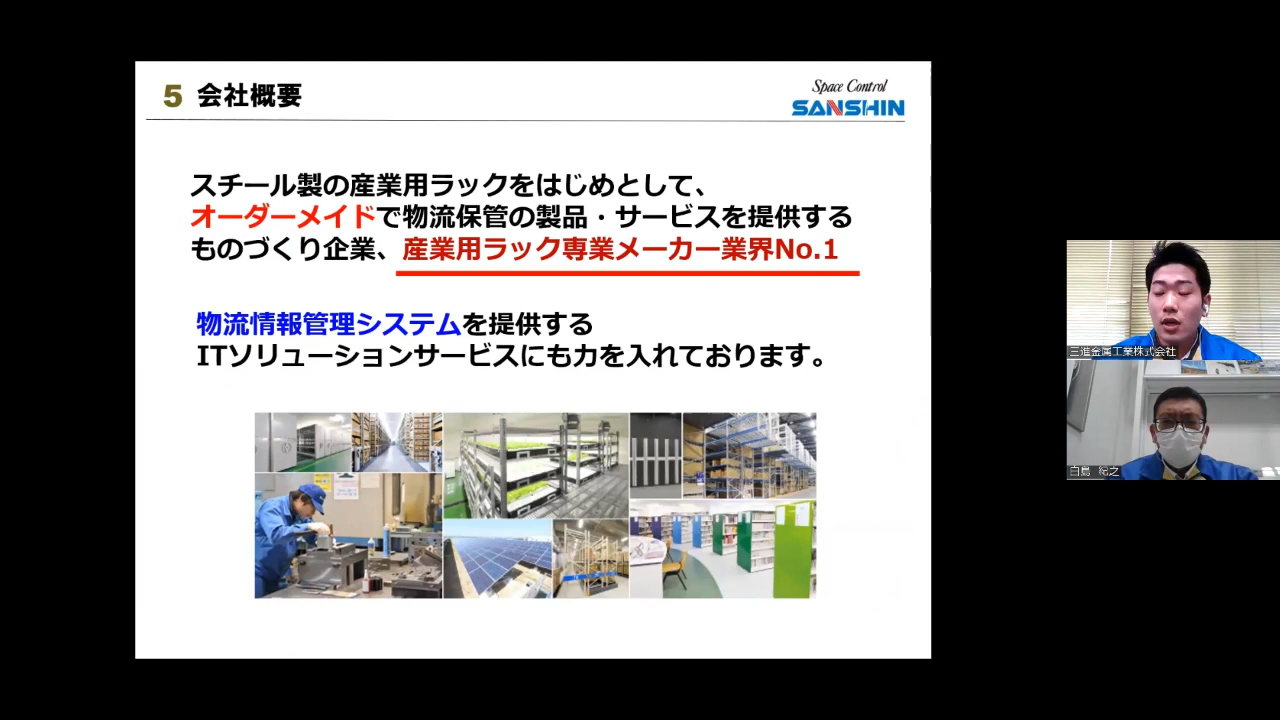 5 会社概要
Space Control
SANSHIN
スチール製の産業用ラックをはじめとして、
オーダーメイドで物流保管の製品・サービスを提供する
ものづくり企業、産業用ラック専業メーカー業界No.1
物流情報管理システムを提供する
ITソリューションサービスにも力を入れております。
三進金属工業株式会社
白島 紀之